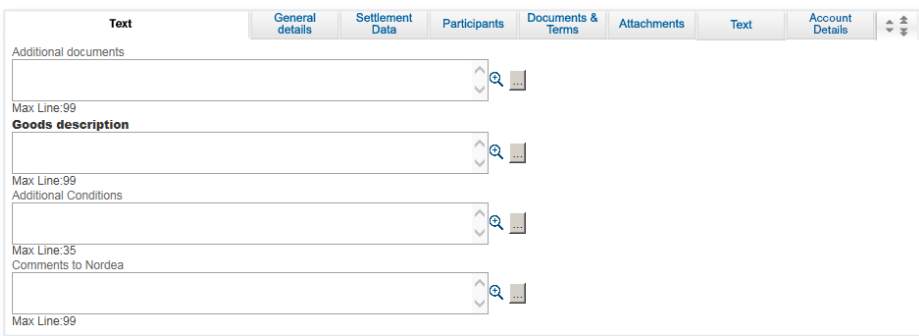 Text
General details
Settlement Data
Participants
Documents & Terms
Attachments
Text
Account Details
Additional documents
...
Max Line:99
Goods description
...
Max Line:99
Additional Conditions
...
Max Line:35
Comments to Nordea
...
Max Line:99